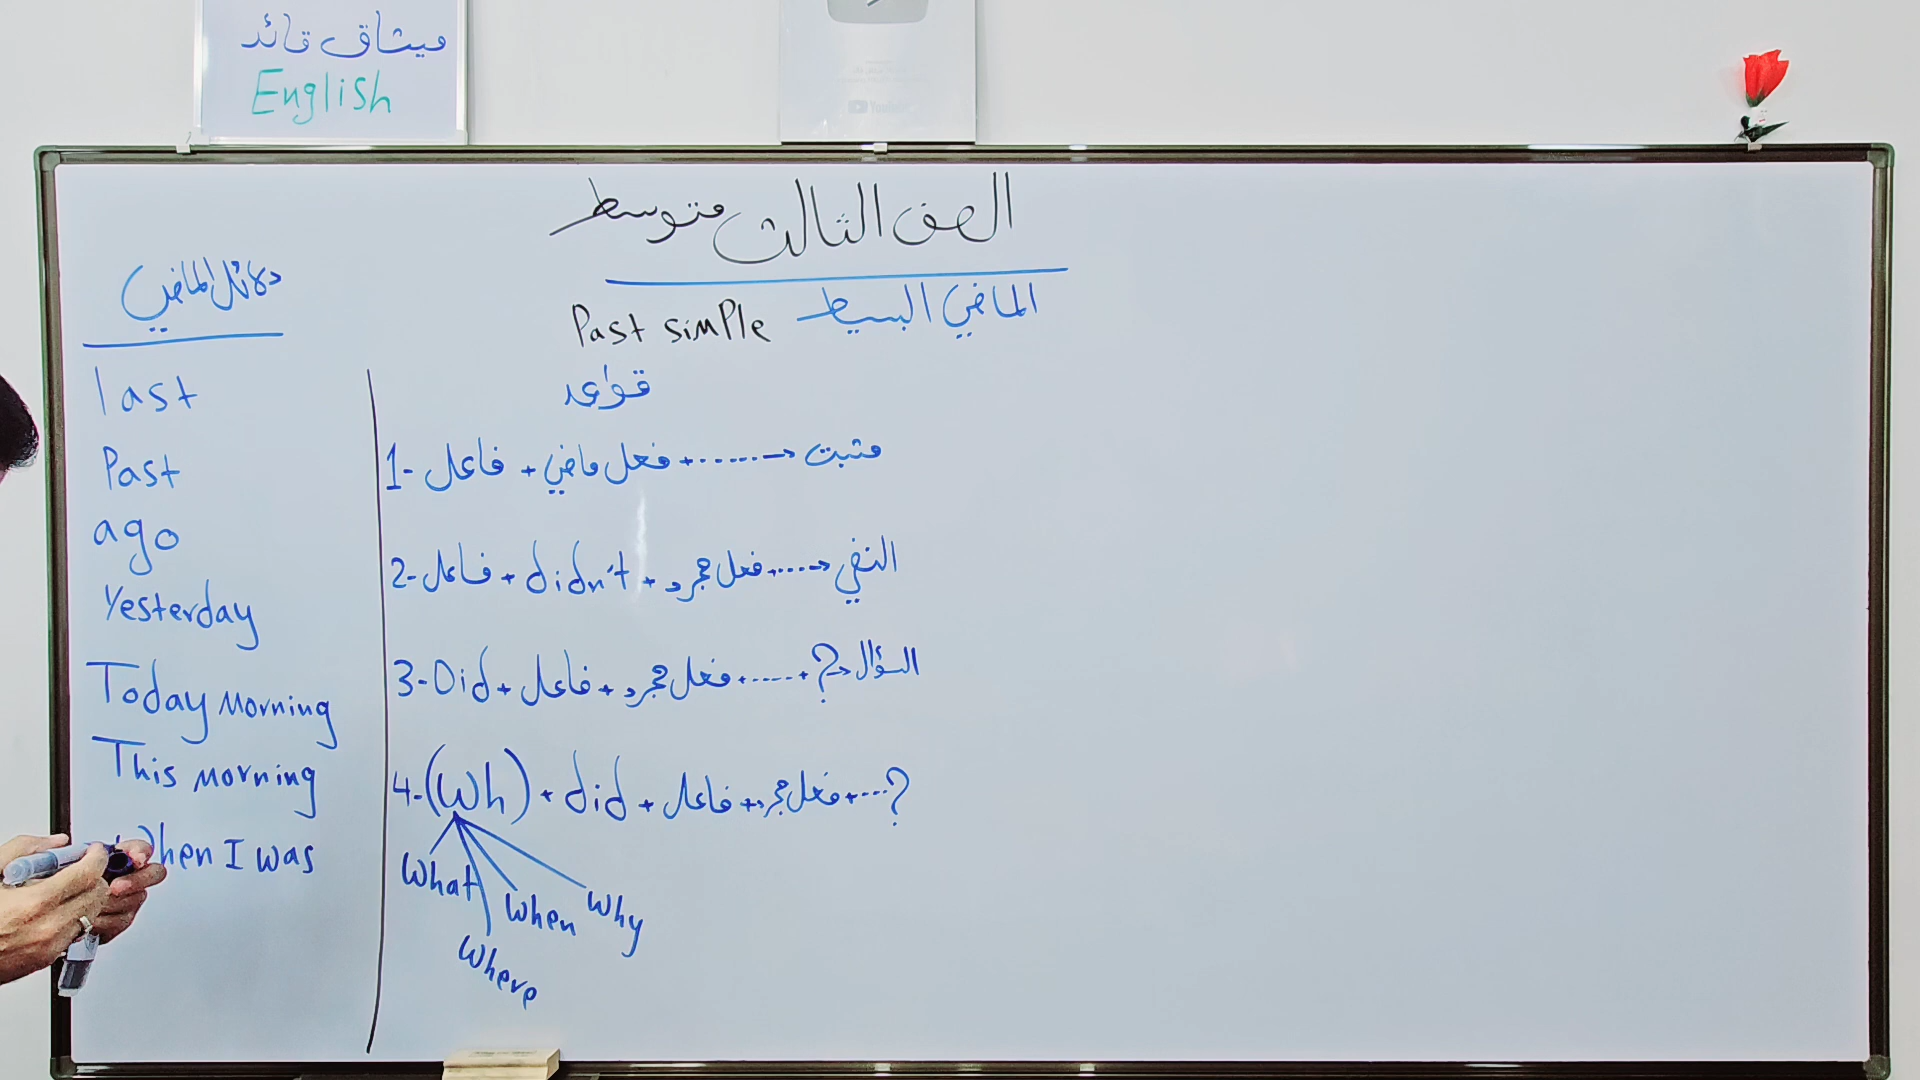 ميثاق قائد
English
YouTube
الصف الثالث متوسط
الماضي البسيط Past simple
قواعد
دلائل الماضي
last
Past
ago
Yesterday
Today Morning
This morning
When I was
1- فاعل + فعل ماضي +.......→ مثبت
2- فاعل + didn't + فعل مجرد +.....→ النفي
3- Did + فاعل + فعل مجرد +......+ ?→ السؤال
4- (Wh) + did + فاعل + فعل مجرد +....?
What
Where
When
Why